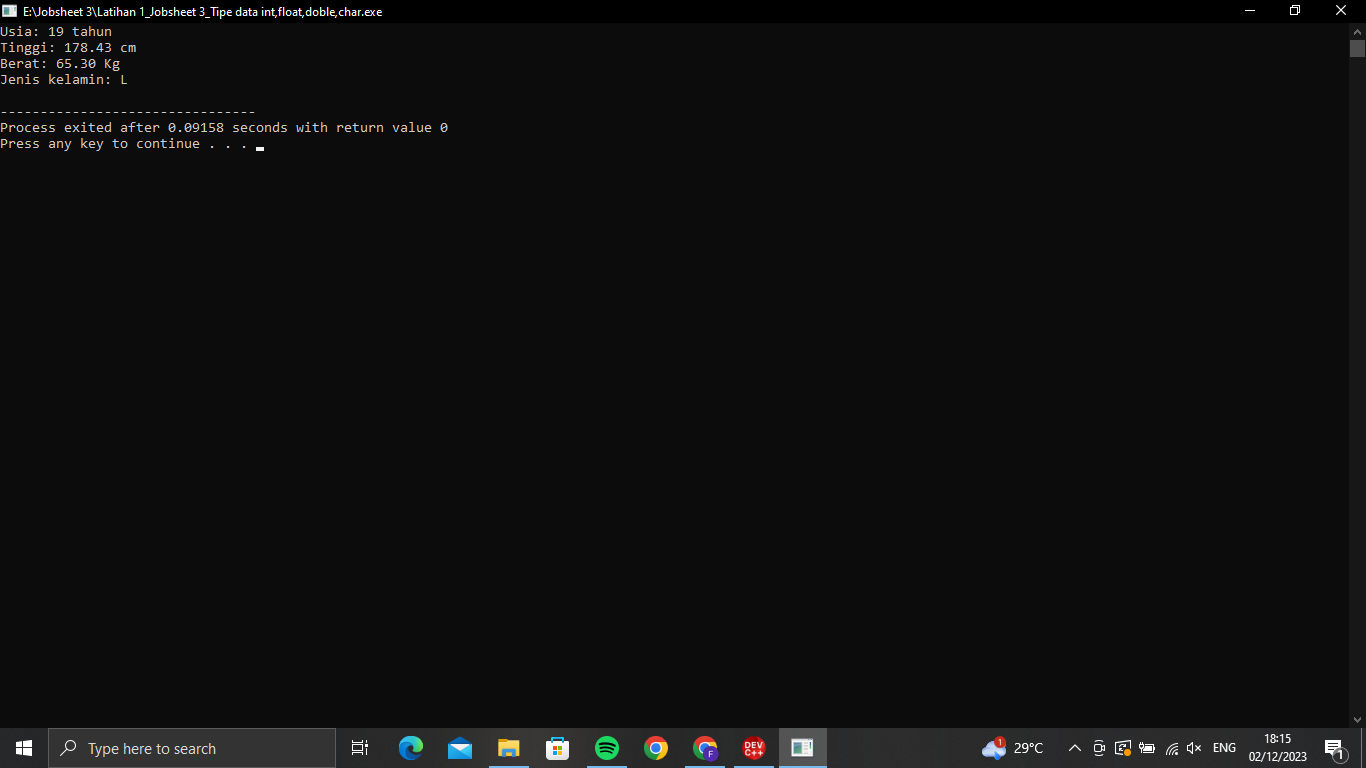 E:\Jobsheet 3\Latihan 1_Jobsheet 3_Tipe data int,float,doble,char.exe
Usia: 19 tahun
Tinggi: 178.43 cm
Berat: 65.30 Kg
Jenis kelamin: L
--------------------------------
Process exited after 0.09158 seconds with return value 0
Press any key to continue . . .
Type here to search
F
DEV
C++
1
29°C
ENG
18:15
02/12/2023
1